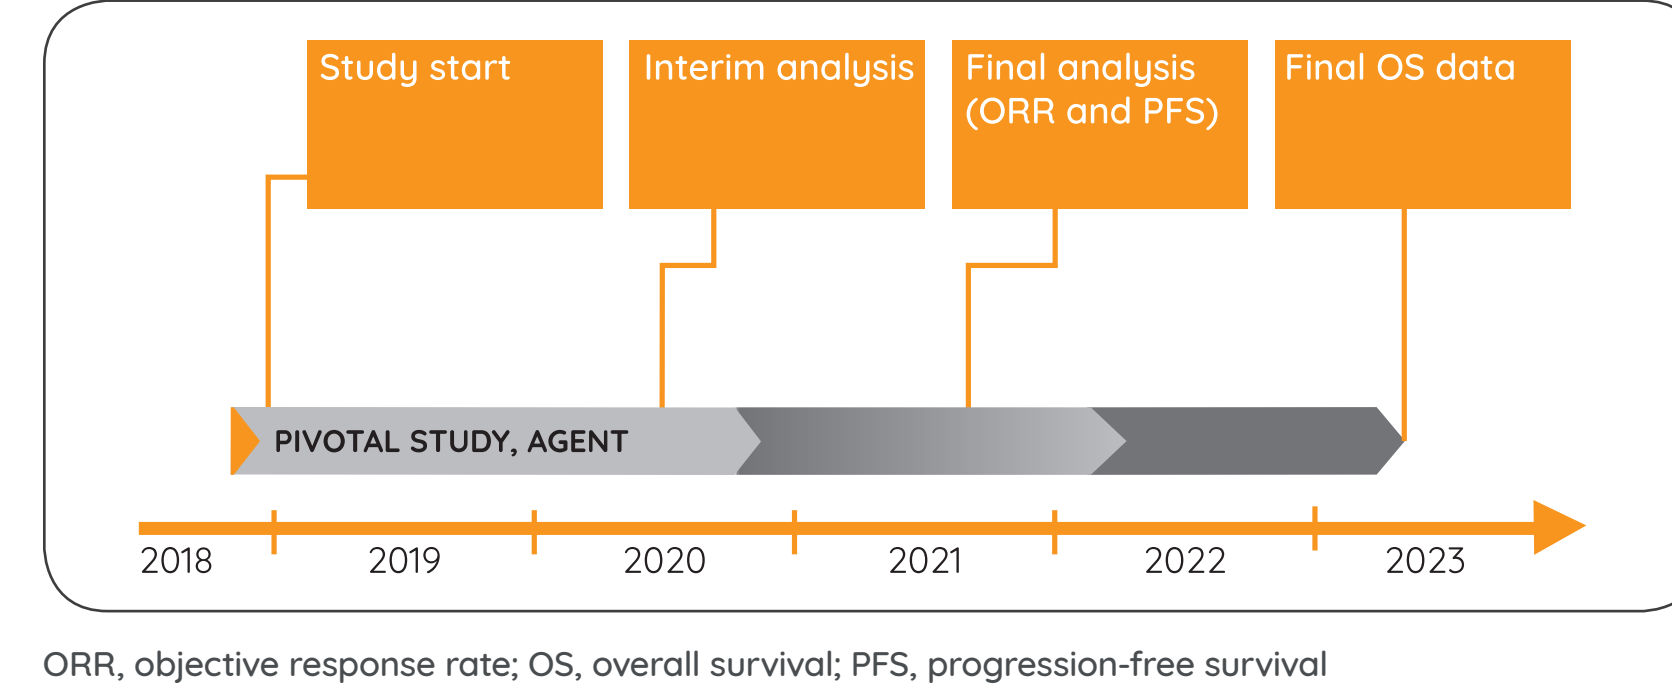 Study start
Interim analysis
Final analysis
(ORR and PFS)
Final OS data
PIVOTAL STUDY, AGENT
2018
2019
2020
2021
2022
2023
ORR, objective response rate; OS, overall survival; PFS, progression-free survival